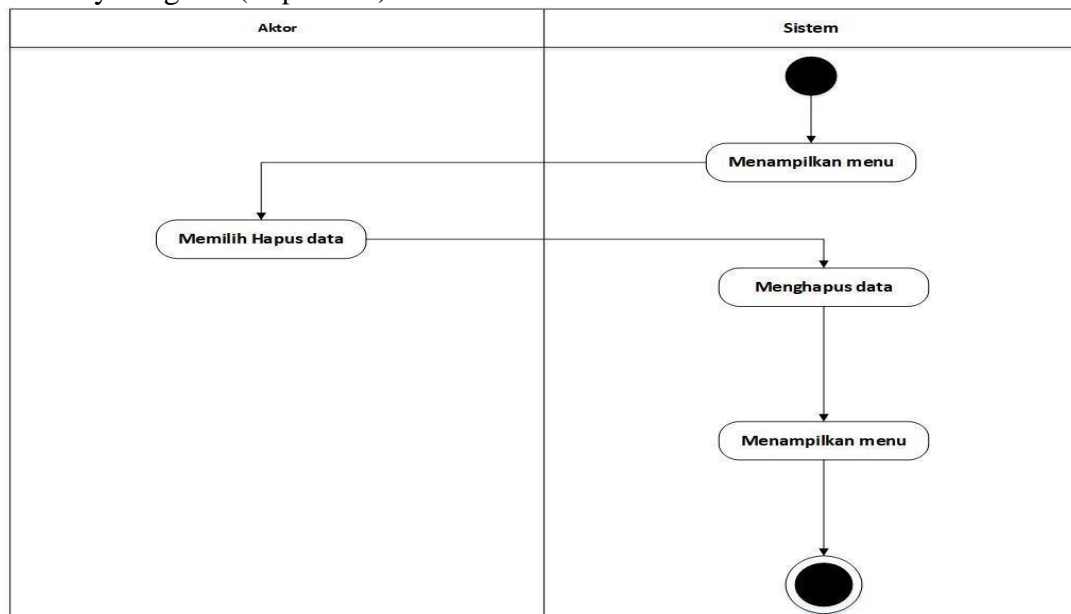 Aktor
Sistem
Menampilkan menu
Memilih Hapus data
Menghapus data
Menampilkan menu